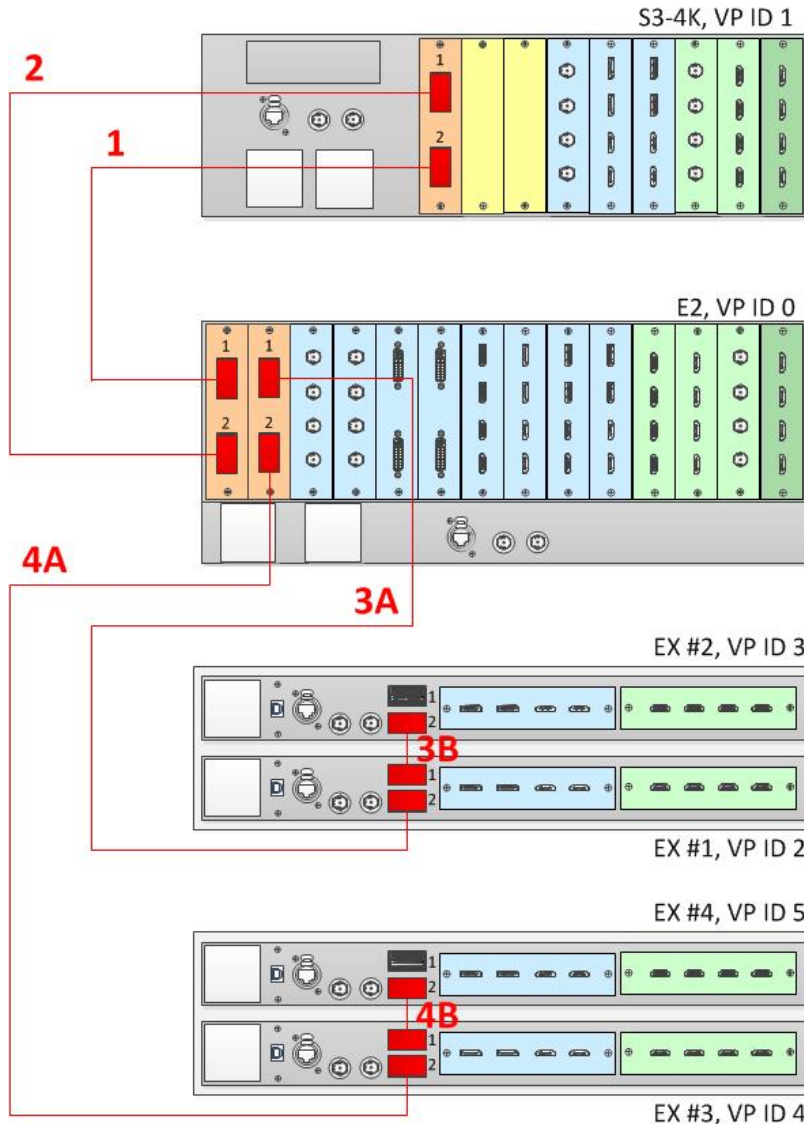 S3-4K, VP ID 1
2
1
1
2
E2, VP ID 0
1
1
2
2
4A
3A
EX #2, VP ID 3
1
2
3B
1
2
EX #1, VP ID 2
EX #4, VP ID 5
1
2
4B
1
2
EX #3, VP ID 4